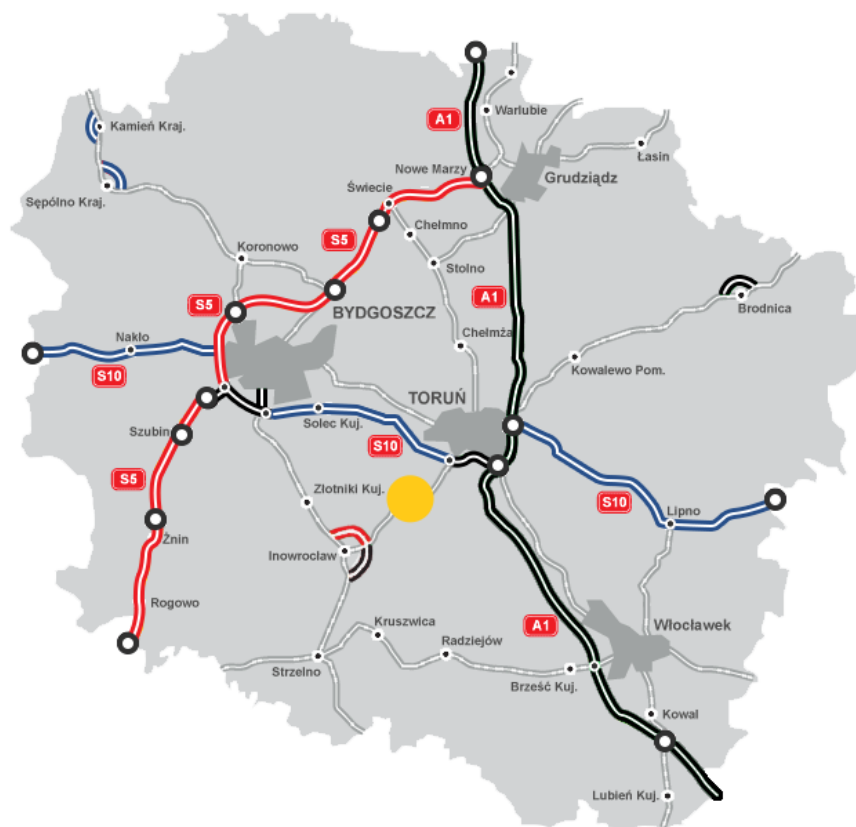 A1
Warlubie
Kamień Kraj.
Łasin
Nowe Marzy
Grudziądz
Sępólno Kraj.
Świecie
Chełmno
S5
Koronowo
Stolno
A1
S5
BYDGOSZCZ
Brodnica
Nakło
Chełmża
Kowalewo Pom.
S10
TORUŃ
Szubin
Solec Kuj.
S10
S5
Złotniki Kuj.
S10
Lipno
Żnin
Inowrocław
Rogowo
Kruszwica
A1
Włocławek
Radziejów
Strzelno
Brześć Kuj.
Kowal
Lubień Kuj.